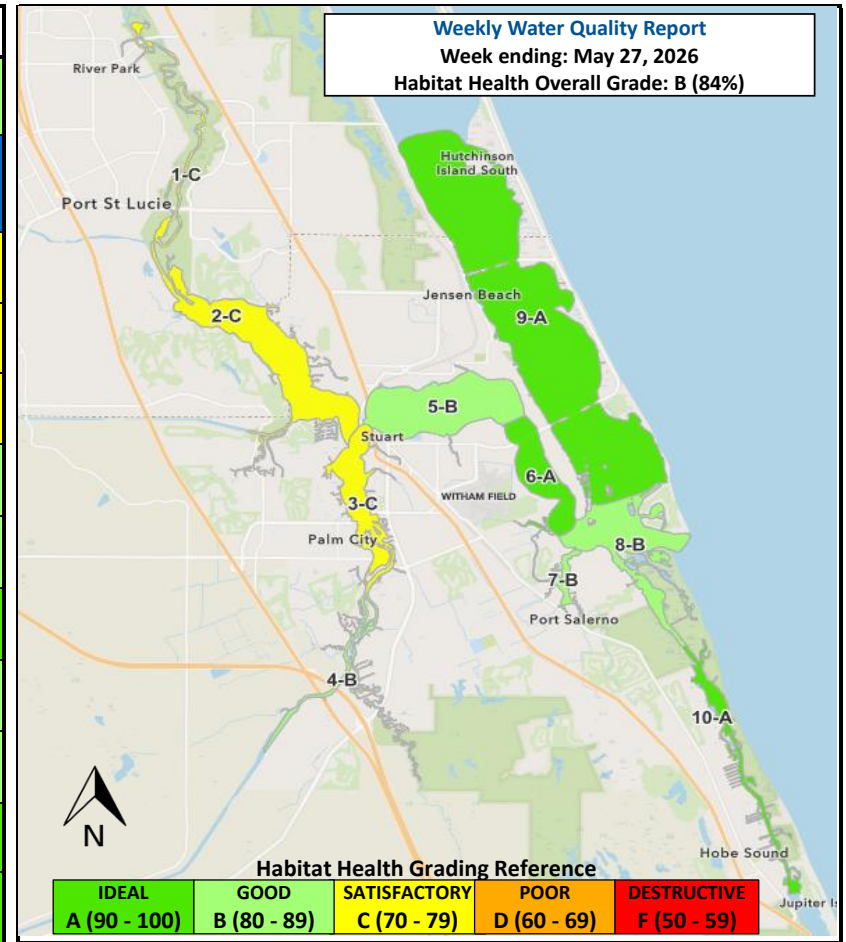 Weekly Water Quality Report
Week ending: May 27, 2026
Habitat Health Overall Grade: B (84%)
River Park
Hutchinson
Island South
1-C
Port St Lucie
Jensen Beach
2-C
9-A
5-B
Stuart
6-A
WITHAM FIELD
3-C
Palm City
8-B
7-B
Port Salerno
4-B
10-A
N
Hobe Sound
Jupiter Is
Habitat Health Grading Reference
IDEAL GOOD SATISFACTORY POOR DESTRUCTIVE
A (90 - 100) B (80 - 89) C (70 - 79) D (60 - 69) F (50 - 59)